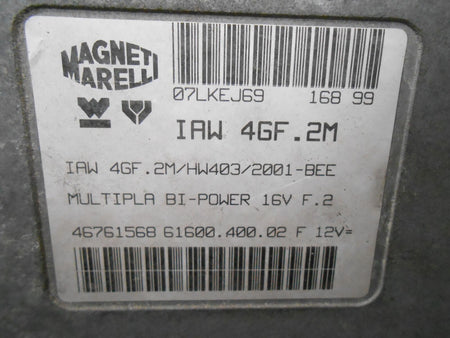 MAGNETI
MARELLI
07LKEJ69 168 99
IAW 4GF.2M
IAW 4GF.2M/HW403/2001-BEE
MULTIPLA BI-POWER 16V F.2
46761568 61600.400.02 F 12V=